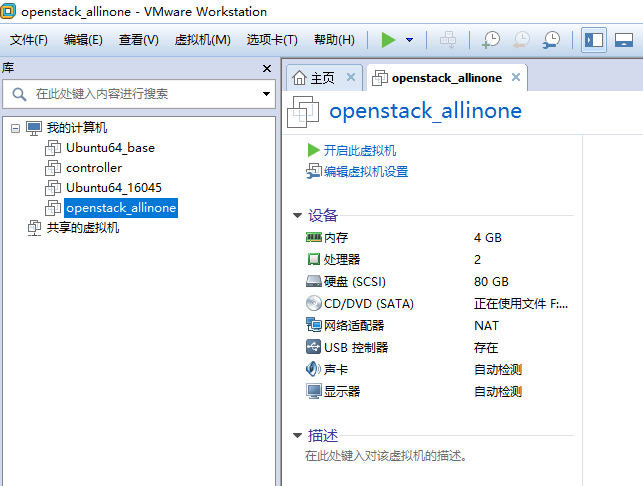 openstack_allinone - VMware Workstation
文件(F) 编辑(E) 查看(V) 虚拟机(M) 选项卡(T) 帮助(H)
库
在此处键入内容进行搜索
我的计算机
Ubuntu64_base
controller
Ubuntu64_16045
openstack_allinone
共享的虚拟机
主页 openstack_allinone
openstack_allinone
开启此虚拟机
编辑虚拟机设置
设备
内存 4 GB
处理器 2
硬盘 (SCSI) 80 GB
CD/DVD (SATA) 正在使用文件 F:...
网络适配器 NAT
USB 控制器 存在
声卡 自动检测
显示器 自动检测
描述
在此处键入对该虚拟机的描述。